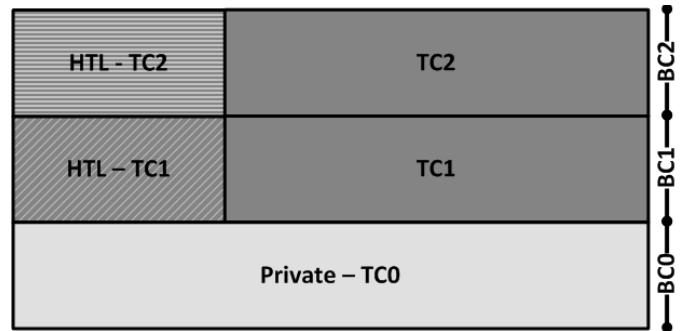 HTL - TC2
TC2
BC2
HTL – TC1
TC1
BC1
Private – TC0
BC0